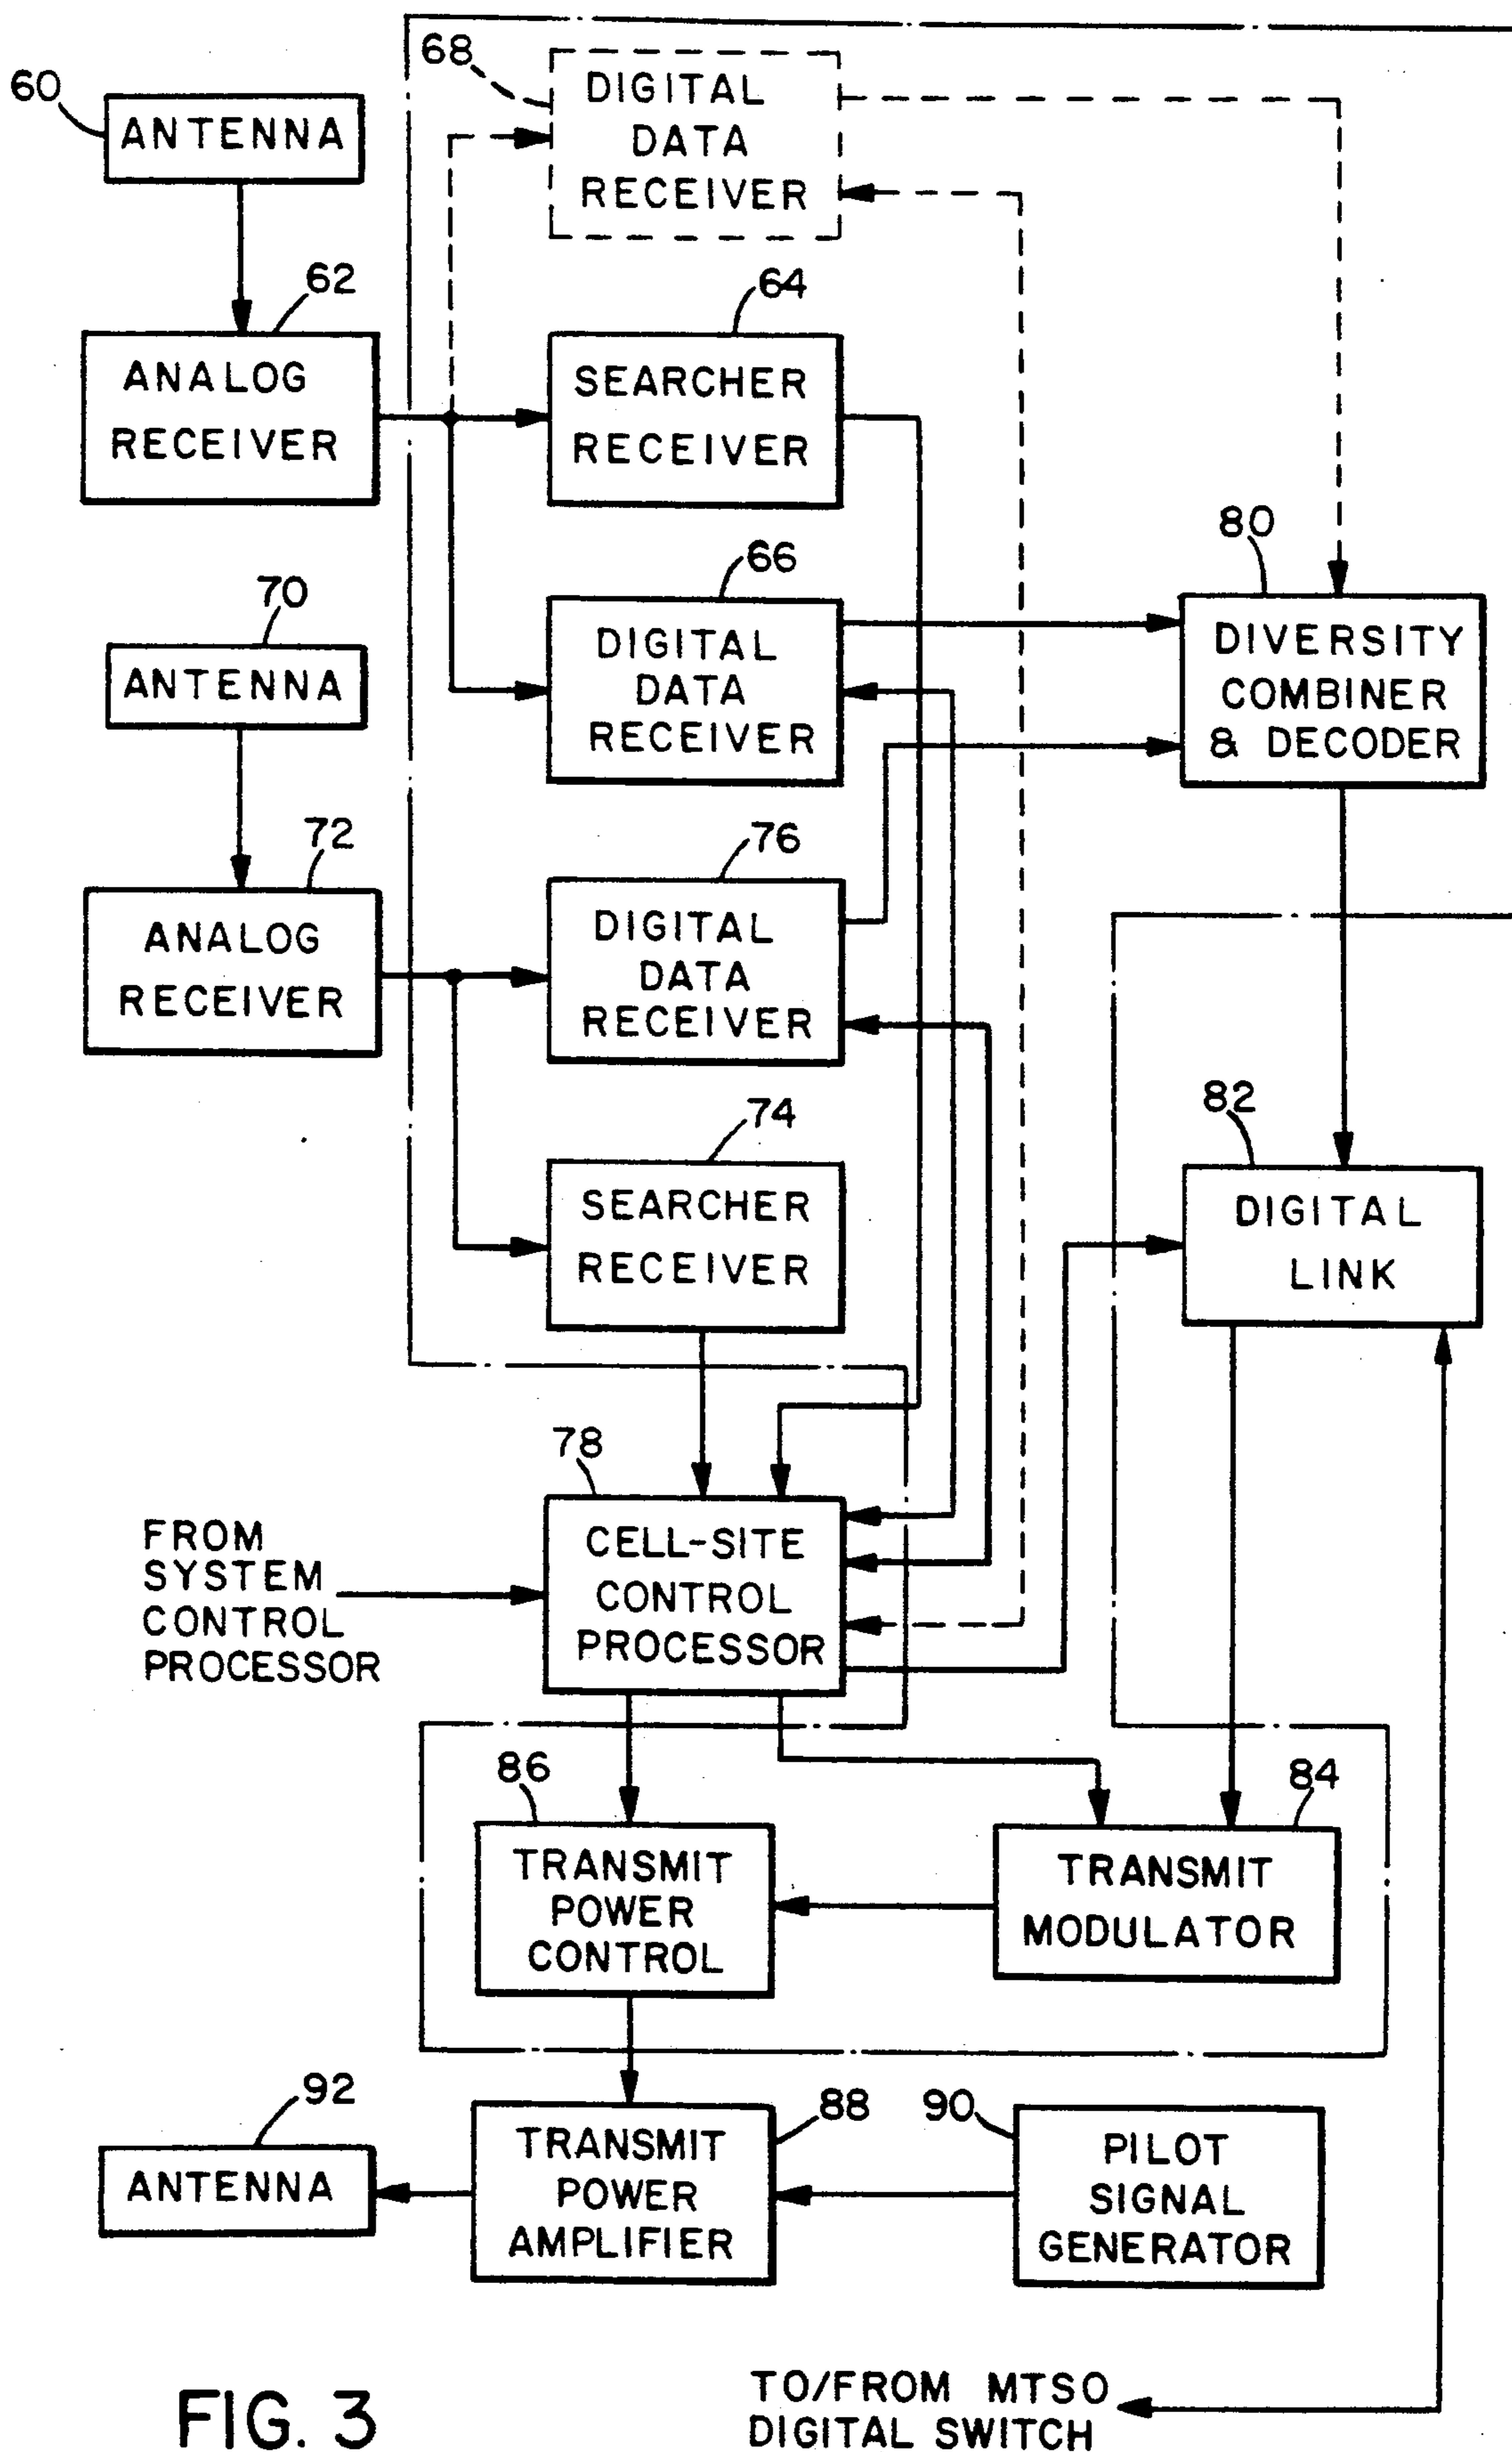 68
DIGITAL
DATA
RECEIVER
60
ANTENNA
62
ANALOG
RECEIVER
64
SEARCHER
RECEIVER
66
DIGITAL
DATA
RECEIVER
80
DIVERSITY
COMBINER
& DECODER
70
ANTENNA
72
ANALOG
RECEIVER
76
DIGITAL
DATA
RECEIVER
74
SEARCHER
RECEIVER
82
DIGITAL
LINK
78
CELL-SITE
CONTROL
PROCESSOR
FROM
SYSTEM
CONTROL
PROCESSOR
86
TRANSMIT
POWER
CONTROL
84
TRANSMIT
MODULATOR
92
ANTENNA
88
TRANSMIT
POWER
AMPLIFIER
90
PILOT
SIGNAL
GENERATOR
TO/FROM MTSO
DIGITAL SWITCH
FIG. 3